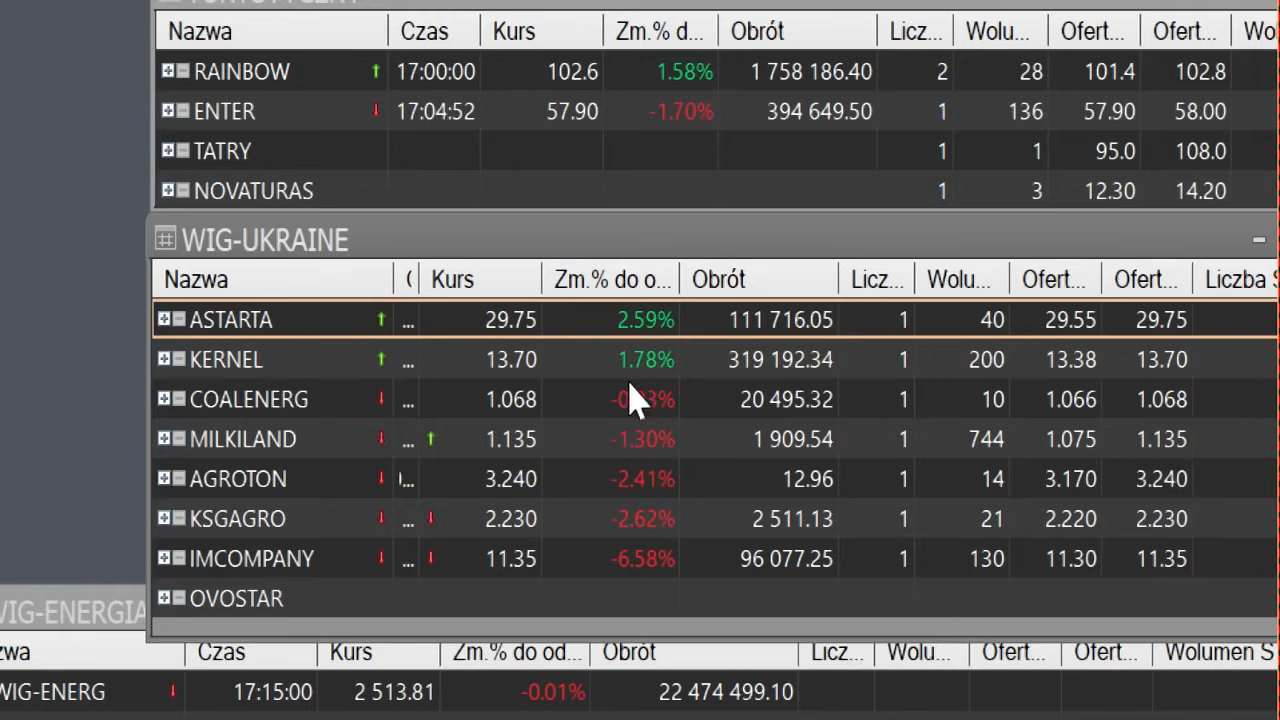 Nazwa Czas Kurs Zm.% d... Obrót Licz... Wolu... Ofert... Ofert... Wo
RAINBOW 17:00:00 102.6 1.58% 1 758 186.40 2 28 101.4 102.8
ENTER 17:04:52 57.90 -1.70% 394 649.50 1 136 57.90 58.00
TATRY 1 1 95.0 108.0
NOVATURAS 1 3 12.30 14.20
WIG-UKRAINE
Nazwa Kurs Zm.% do o... Obrót Licz... Wolu... Ofert... Ofert... Liczba S
ASTARTA ... 29.75 2.59% 111 716.05 1 40 29.55 29.75
KERNEL ... 13.70 1.78% 319 192.34 1 200 13.38 13.70
COALENERG ... 1.068 20 495.32 1 10 1.066 1.068
MILKILAND ... 1.135 -1.30% 1 909.54 1 744 1.075 1.135
AGROTON ... 3.240 -2.41% 12.96 1 14 3.170 3.240
KSGAGRO ... 2.230 -2.62% 2 511.13 1 21 2.220 2.230
IMCOMPANY ... 11.35 -6.58% 96 077.25 1 130 11.30 11.35
OVOSTAR
WIG-ENERGIA
zwa Czas Kurs Zm.% do od... Obrót Licz... Wolu... Ofert... Ofert... Wolumen S
WIG-ENERG 17:15:00 2 513.81 -0.01% 22 474 499.10